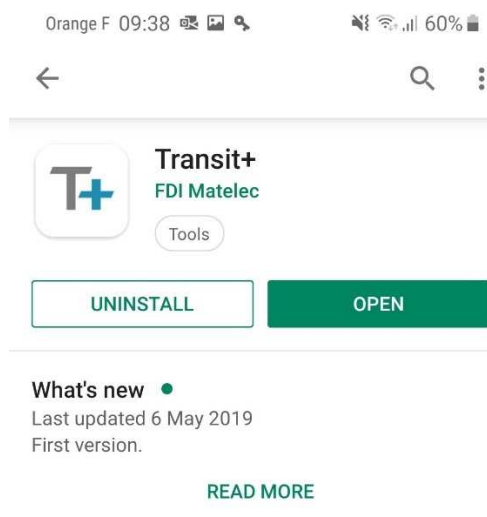 Orange F 09:38 60%
T+
Transit+
FDI Matelec
Tools
UNINSTALL OPEN
What's new
Last updated 6 May 2019
First version.
READ MORE